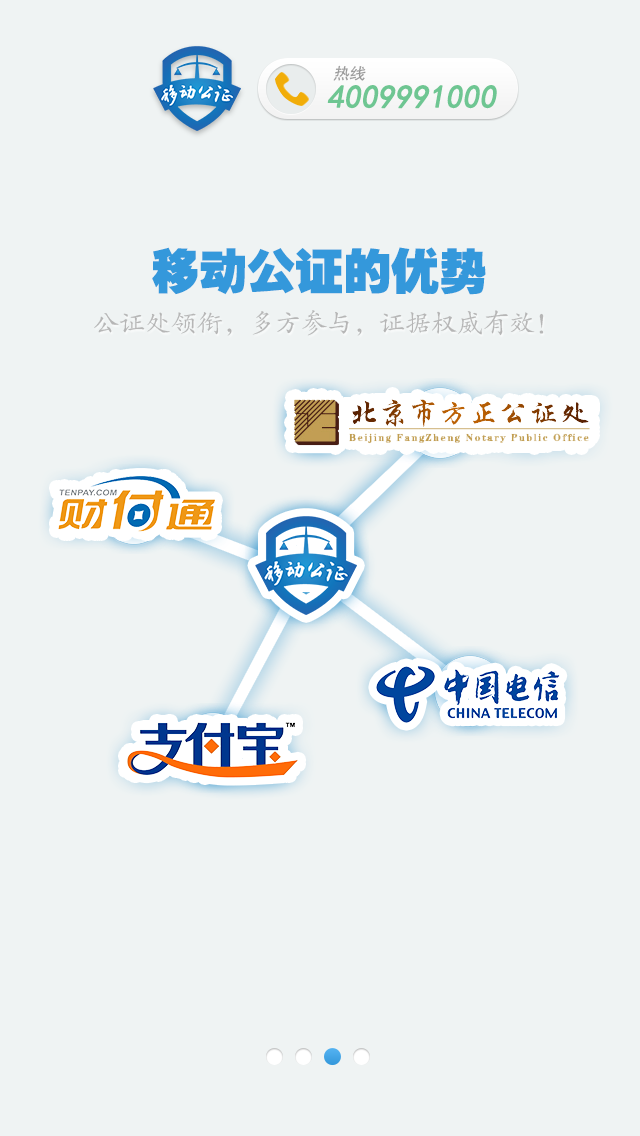 移动公证
热线
4009991000
移动公证的优势
公证处领衔，多方参与，证据权威有效！
北京市方正公证处
Beijing FangZheng Notary Public Office
TENPAY.COM
财付通
移动公证
中国电信
CHINA TELECOM
支付宝™